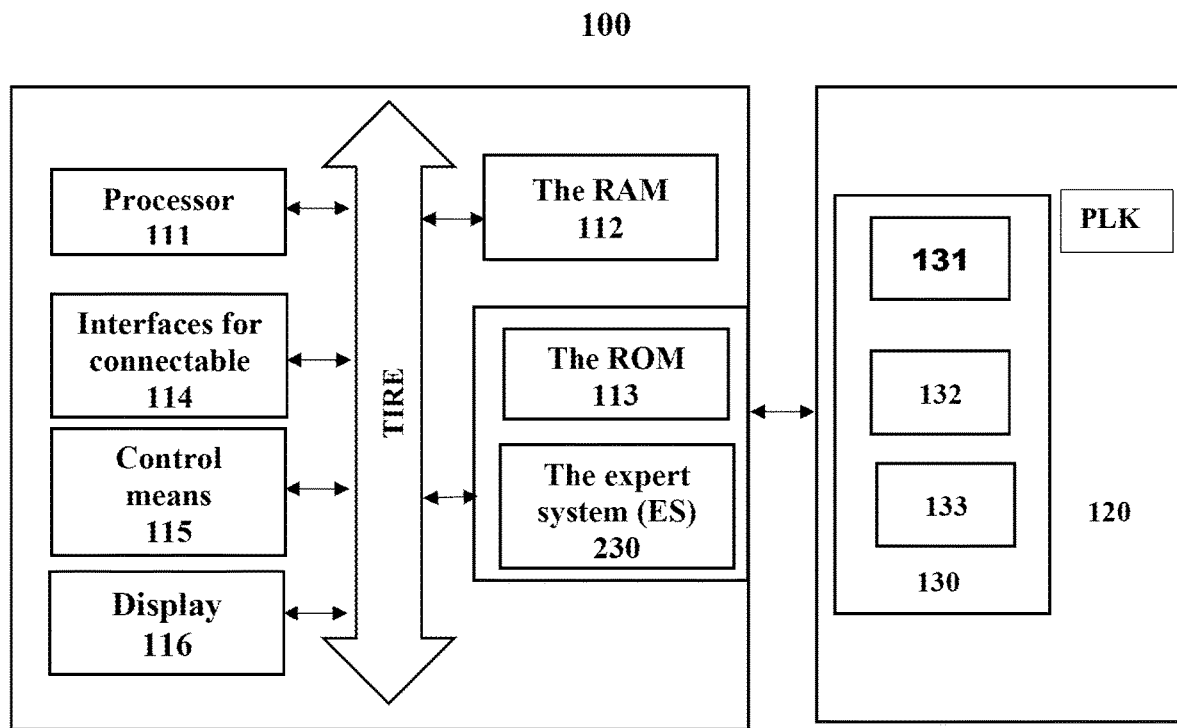 100
Processor
111
Interfaces for
connectable
114
Control
means
115
Display
116
TIRE
The RAM
112
The ROM
113
The expert
system (ES)
230
131
132
133
130
PLK
120